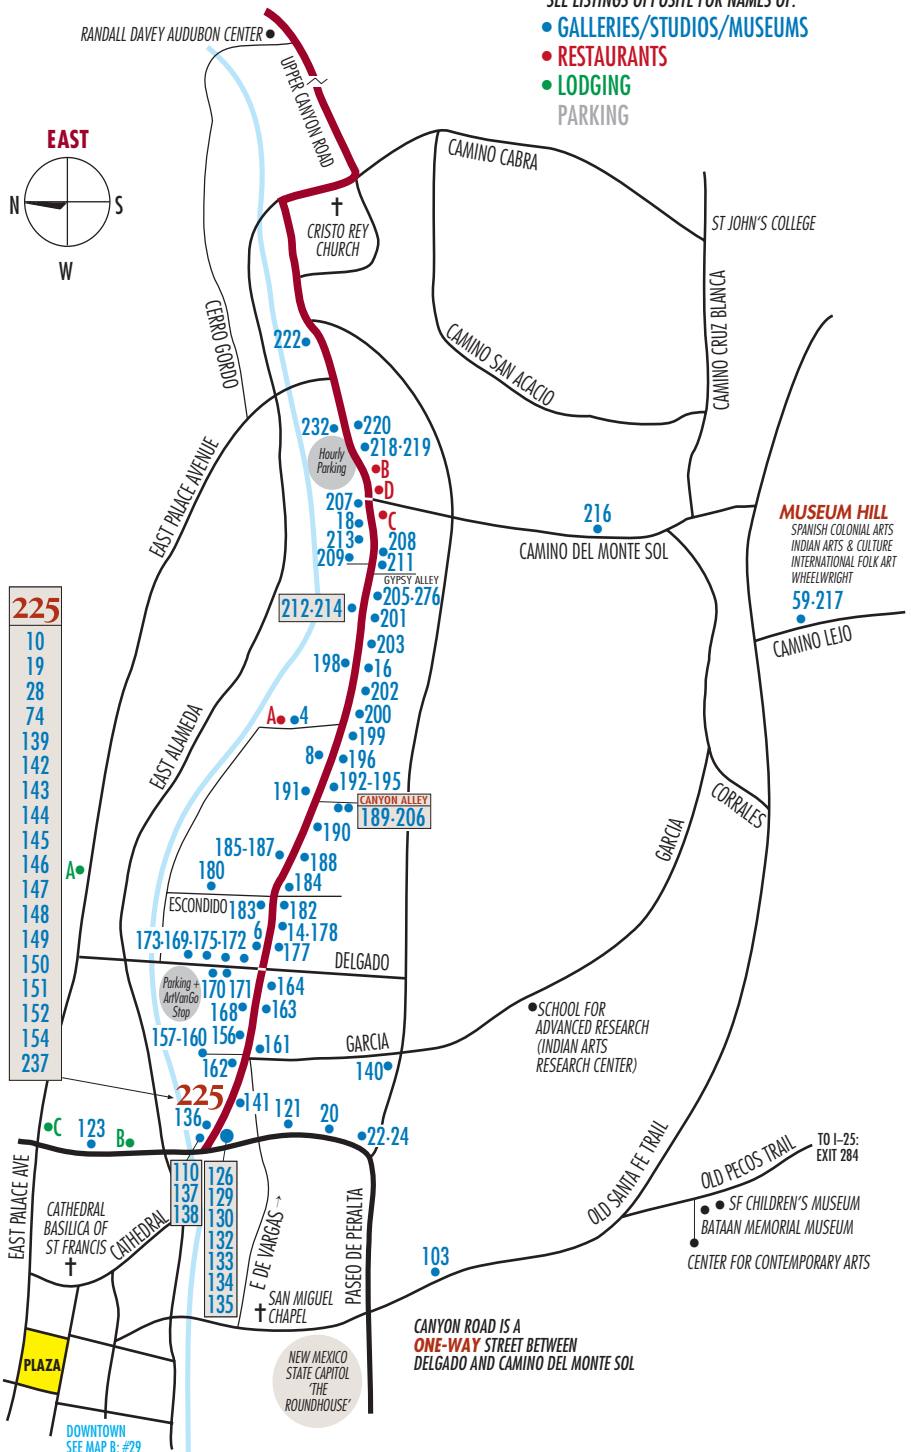 SEE LISTINGS OPPOSITE FOR NAMES OF:
GALLERIES/STUDIOS/MUSEUMS
RESTAURANTS
LODGING
PARKING
RANDALL DAVEY AUDUBON CENTER
UPPER CANYON ROAD
EAST
N
S
W
CAMINO CABRA
CRISTO REY
CHURCH
ST JOHN'S COLLEGE
CERRO GORDO
CAMINO CRUZ BLANCA
CAMINO SAN ACACIO
222
232
220
218·219
Hourly
Parking
B
D
C
EAST PALACE AVENUE
207
18
213
209
208
211
GYPSY ALLEY
216
CAMINO DEL MONTE SOL
MUSEUM HILL
SPANISH COLONIAL ARTS
INDIAN ARTS & CULTURE
INTERNATIONAL FOLK ART
WHEELWRIGHT
59·217
CAMINO LEJO
212·214
205·276
201
203
198
16
202
200
A
4
199
8
196
EAST ALAMEDA
192-195
191
CANYON ALLEY
189·206
190
CORRALES
GARCIA
225
10
19
28
74
139
142
143
144
145
146
147
148
149
150
151
152
154
237
A
185-187
188
180
184
ESCONDIDO
183
182
6
14-178
173·169·175·172
177
DELGADO
Parking +
ArtVanGo
Stop
170
171
164
168
163
157-160
156
161
GARCIA
162
140
SCHOOL FOR
ADVANCED RESEARCH
(INDIAN ARTS
RESEARCH CENTER)
225
141
136
121
20
22·24
C
123
B
110
137
138
126
129
130
132
133
134
135
EAST PALACE AVE
CATHEDRAL
BASILICA OF
ST FRANCIS
CATHEDRAL
E DE VARGAS →
PASEO DE PERALTA
OLD SANTA FE TRAIL
OLD PECOS TRAIL
TO I-25:
EXIT 284
SF CHILDREN'S MUSEUM
BATAAN MEMORIAL MUSEUM
CENTER FOR CONTEMPORARY ARTS
103
SAN MIGUEL
CHAPEL
PLAZA
NEW MEXICO
STATE CAPITOL
'THE
ROUNDHOUSE'
CANYON ROAD IS A
ONE-WAY STREET BETWEEN
DELGADO AND CAMINO DEL MONTE SOL
DOWNTOWN
SEE MAP B: #29